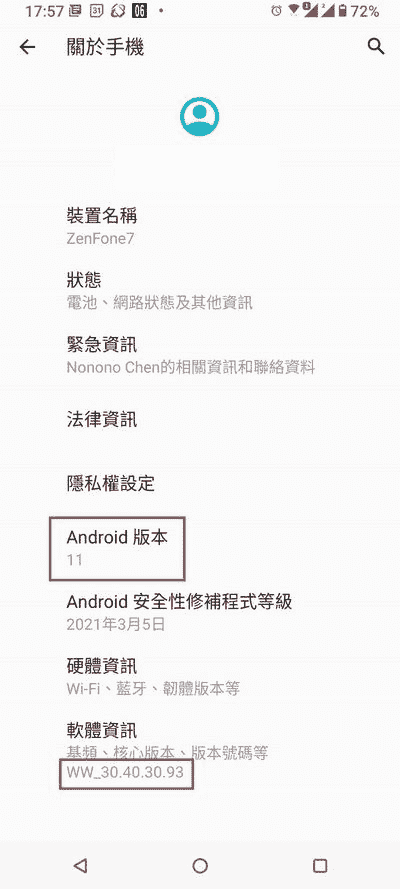 17:57 31 06 72%
關於手機
裝置名稱
ZenFone7
狀態
電池、網路狀態及其他資訊
緊急資訊
Nonono Chen的相關資訊和聯絡資料
法律資訊
隱私權設定
Android 版本
11
Android 安全性修補程式等級
2021年3月5日
硬體資訊
Wi-Fi、藍牙、韌體版本等
軟體資訊
基頻、核心版本、版本號碼等
WW_30.40.30.93